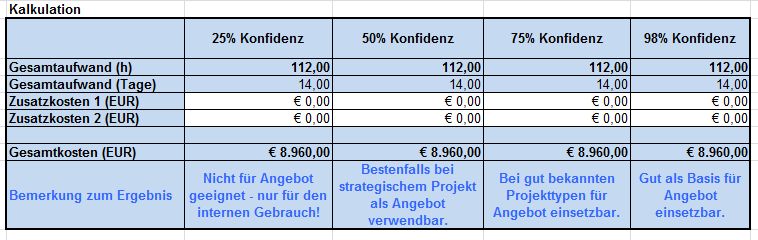 Kalkulation
25% Konfidenz 50% Konfidenz 75% Konfidenz 98% Konfidenz
Gesamtaufwand (h) 112,00 112,00 112,00 112,00
Gesamtaufwand (Tage) 14,00 14,00 14,00 14,00
Zusatzkosten 1 (EUR) € 0,00 € 0,00 € 0,00 € 0,00
Zusatzkosten 2 (EUR) € 0,00 € 0,00 € 0,00 € 0,00
Gesamtkosten (EUR) € 8.960,00 € 8.960,00 € 8.960,00 € 8.960,00
Bemerkung zum Ergebnis
Nicht für Angebot
geeignet - nur für den
internen Gebrauch!
Bestenfalls bei
strategischem Projekt
als Angebot
verwendbar.
Bei gut bekannten
Projekttypen für
Angebot einsetzbar.
Gut als Basis für
Angebot
einsetzbar.